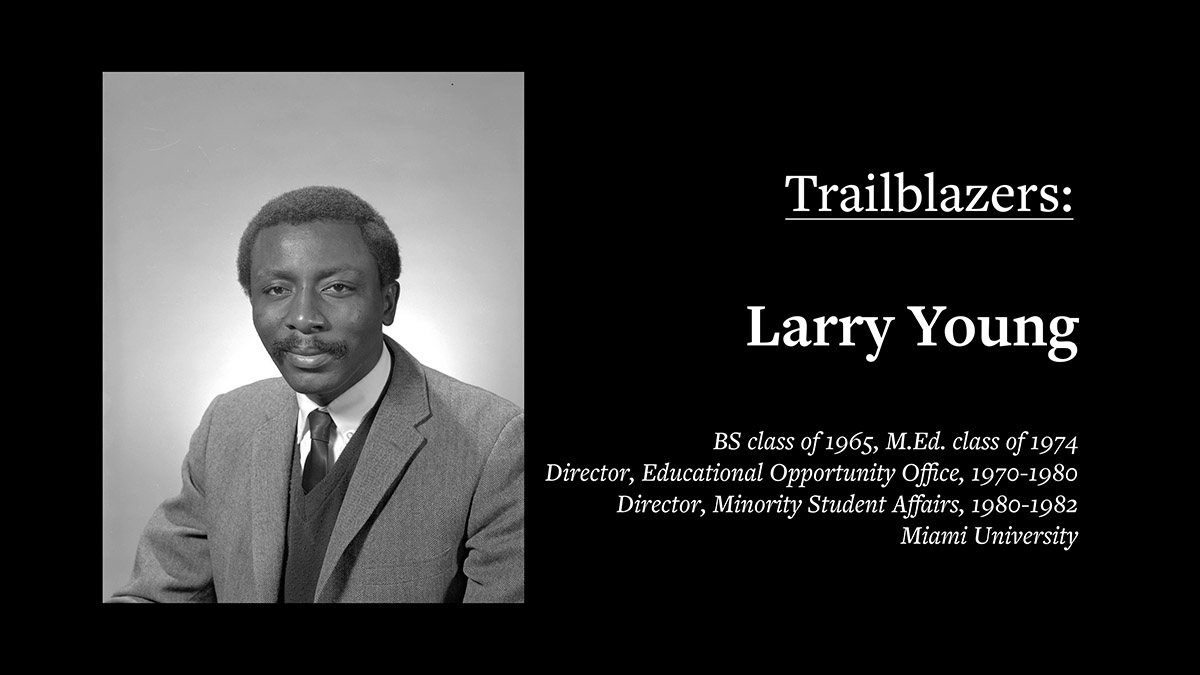 Trailblazers:
Larry Young
BS class of 1965, M.Ed. class of 1974
Director, Educational Opportunity Office, 1970-1980
Director, Minority Student Affairs, 1980-1982
Miami University